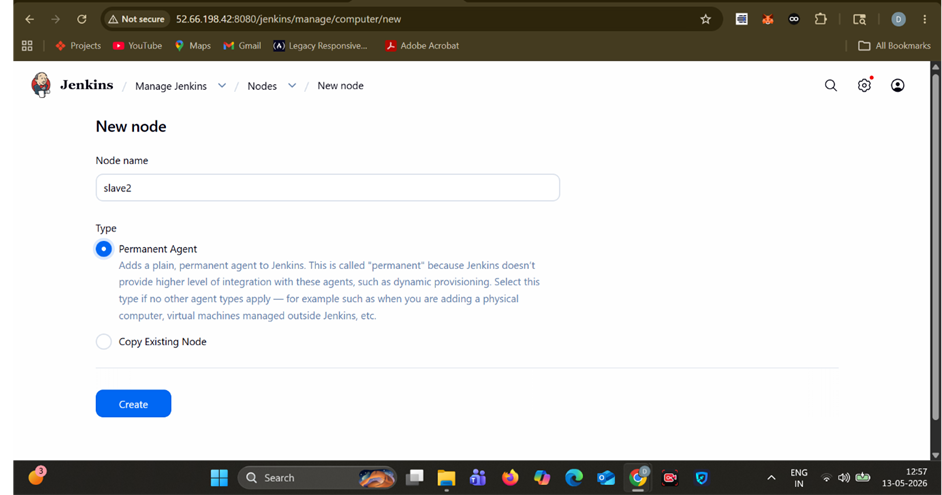 Not secure 52.66.198.42:8080/jenkins/manage/computer/new D
Projects YouTube Maps Gmail Legacy Responsive... Adobe Acrobat All Bookmarks
Jenkins / Manage Jenkins / Nodes / New node
New node
Node name
slave2
Type
Permanent Agent
Adds a plain, permanent agent to Jenkins. This is called "permanent" because Jenkins doesn't
provide higher level of integration with these agents, such as dynamic provisioning. Select this
type if no other agent types apply — for example such as when you are adding a physical
computer, virtual machines managed outside Jenkins, etc.
Copy Existing Node
Create
3 Search ENG 12:57
IN 13-05-2026